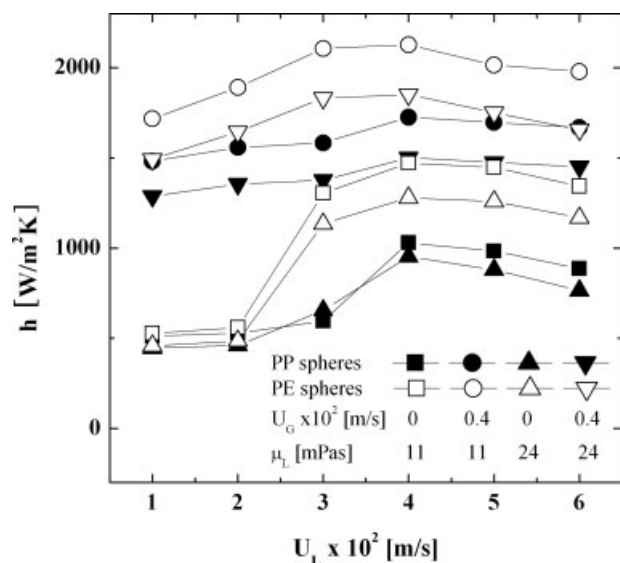 2000
1000
0
h [W/m²K]
PP spheres
PE spheres
U_G x10² [m/s] 0 0.4 0 0.4
μ_L [mPas] 11 11 24 24
1 2 3 4 5 6
U_L x 10² [m/s]